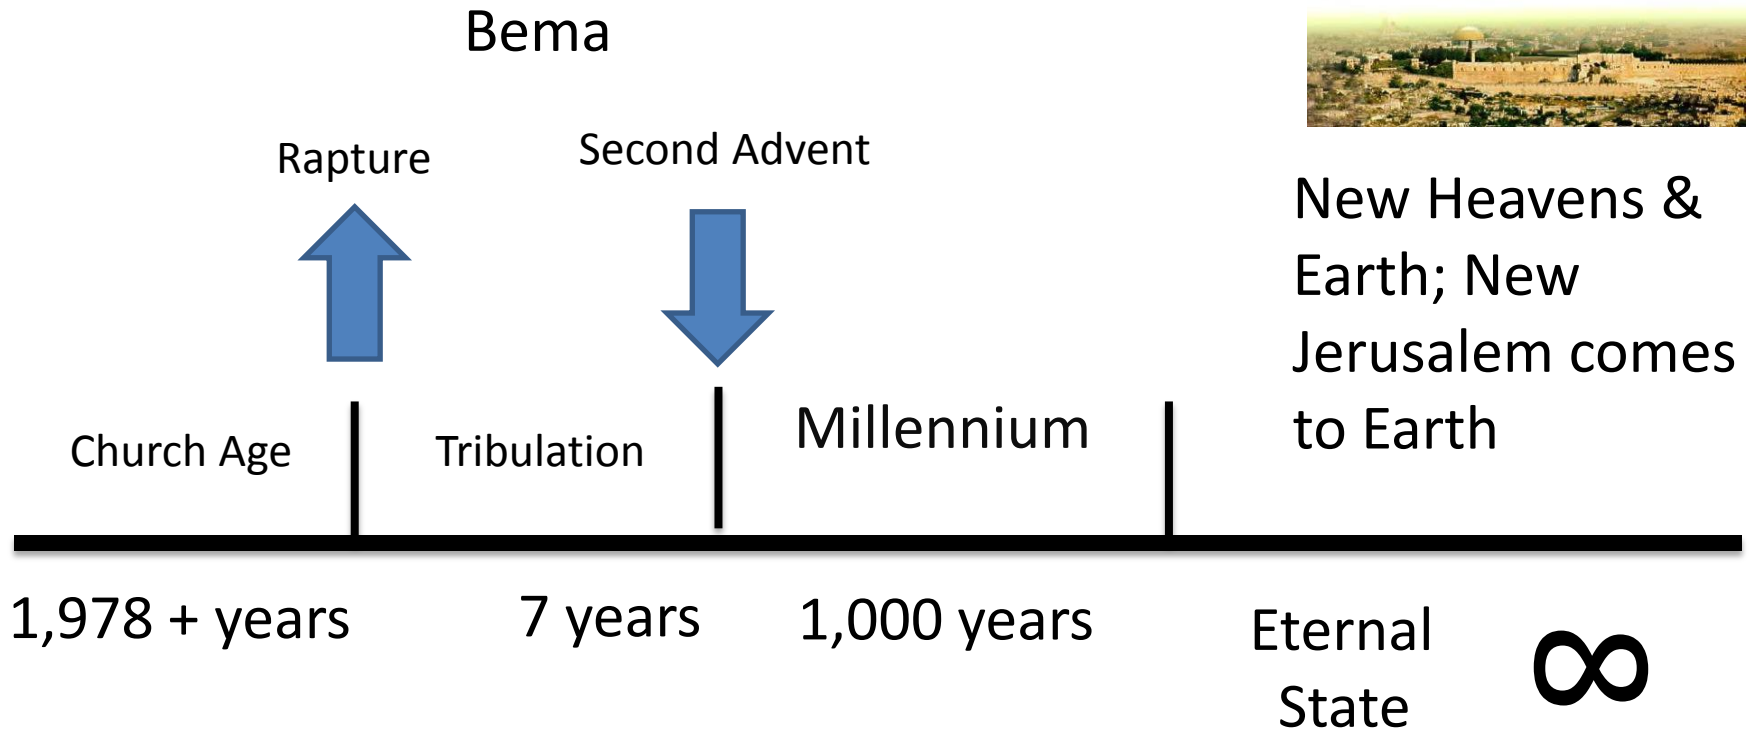 Bema
Rapture
Second Advent
New Heavens &
Earth; New
Jerusalem comes
to Earth
Church Age
Tribulation
Millennium
1,978 + years
7 years
1,000 years
Eternal
State
∞